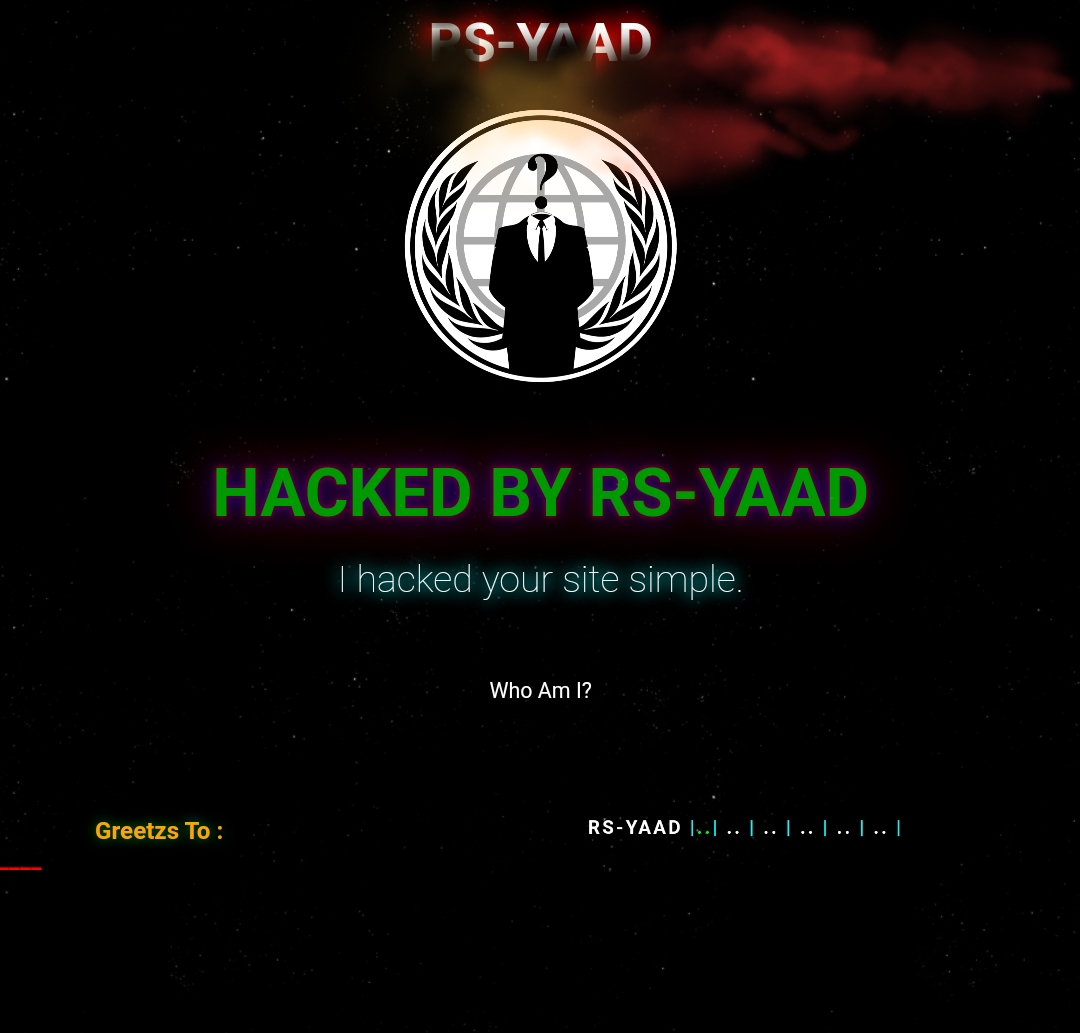 RS-YAAD
?
HACKED BY RS-YAAD
I hacked your site simple.
Who Am I?
Greetzs To :
RS-YAAD |..| .. | .. | .. | .. | .. |